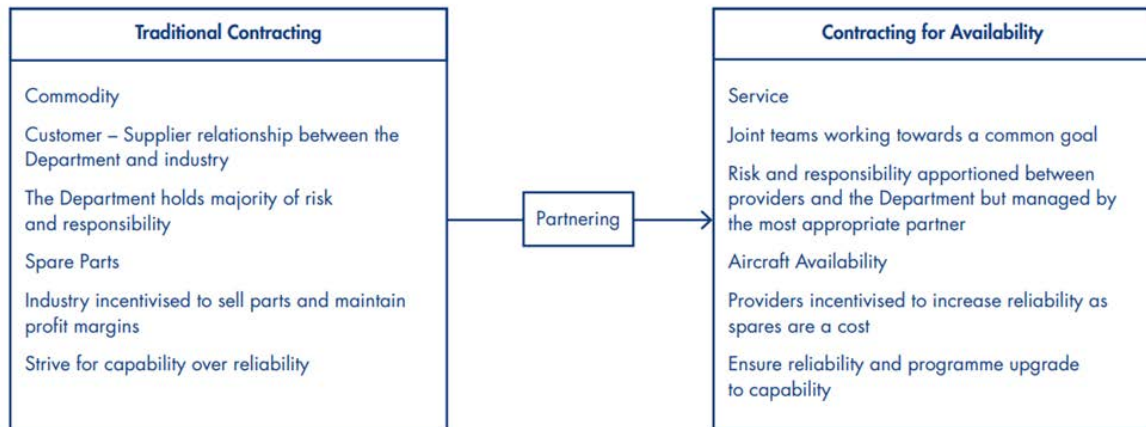 Traditional Contracting
Commodity
Customer – Supplier relationship between the
Department and industry
The Department holds majority of risk
and responsibility
Spare Parts
Industry incentivised to sell parts and maintain
profit margins
Strive for capability over reliability
Partnering
Contracting for Availability
Service
Joint teams working towards a common goal
Risk and responsibility apportioned between
providers and the Department but managed by
the most appropriate partner
Aircraft Availability
Providers incentivised to increase reliability as
spares are a cost
Ensure reliability and programme upgrade
to capability